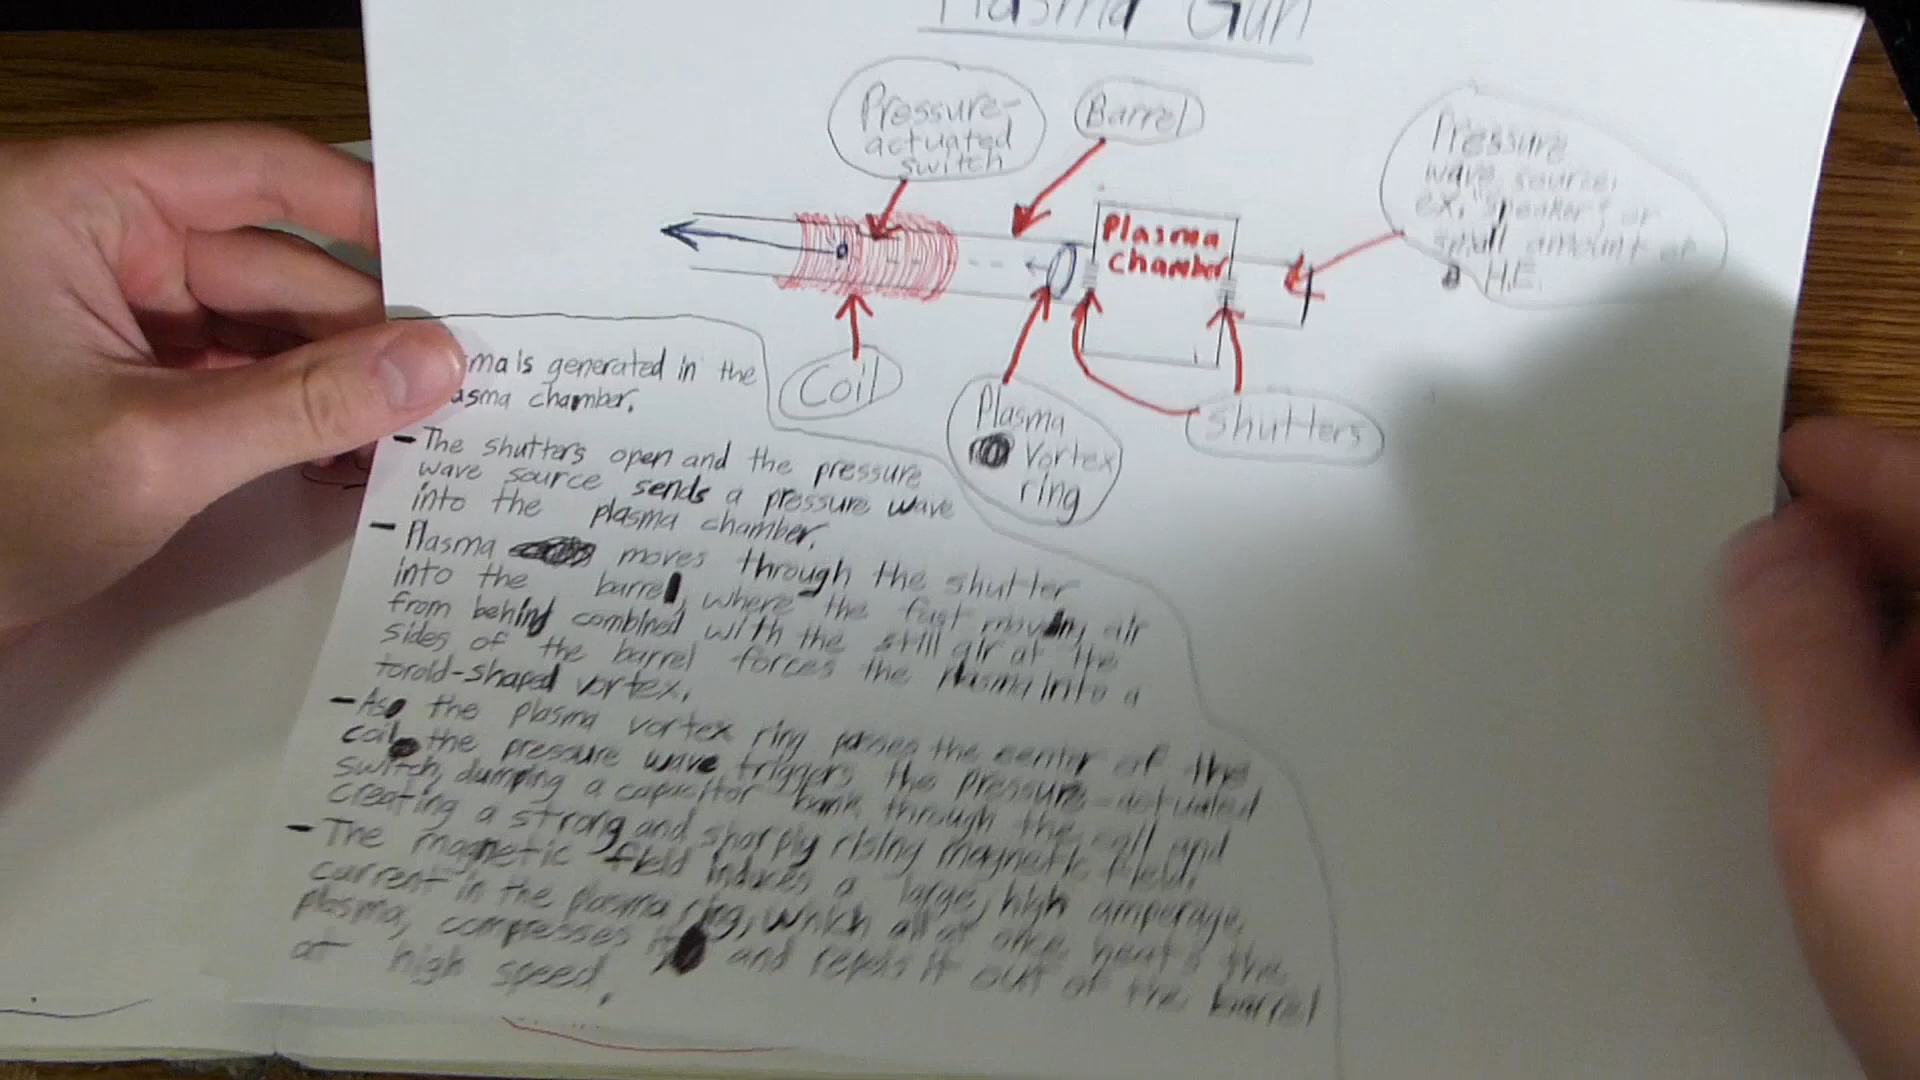 Plasma Gun
Pressure-
actuated
switch
Barrel
Pressure
wave source,
ex. speaker, or
small amount of
H.E.
Plasma
chamber
Coil
Plasma
Vortex
ring
Shutters
ma is generated in the
asma chamber.
- The shutters open and the pressure
wave source sends a pressure wave
into the plasma chamber.
- Plasma moves through the shutter
into the barrel, where the fast moving air
from behind combined with the still air at the
sides of the barrel forces the plasma into a
toroid-shaped vortex.
- As the plasma vortex ring passes the center of the
coil the pressure wave triggers the pressure-actuated
switch, dumping a capacitor bank through the coil and
creating a strong and sharply rising magnetic field.
- The magnetic field induces a large, high amperage,
current in the plasma ring, which all at once heats the
plasma, compresses it and repels it out of the barrel
at high speed.